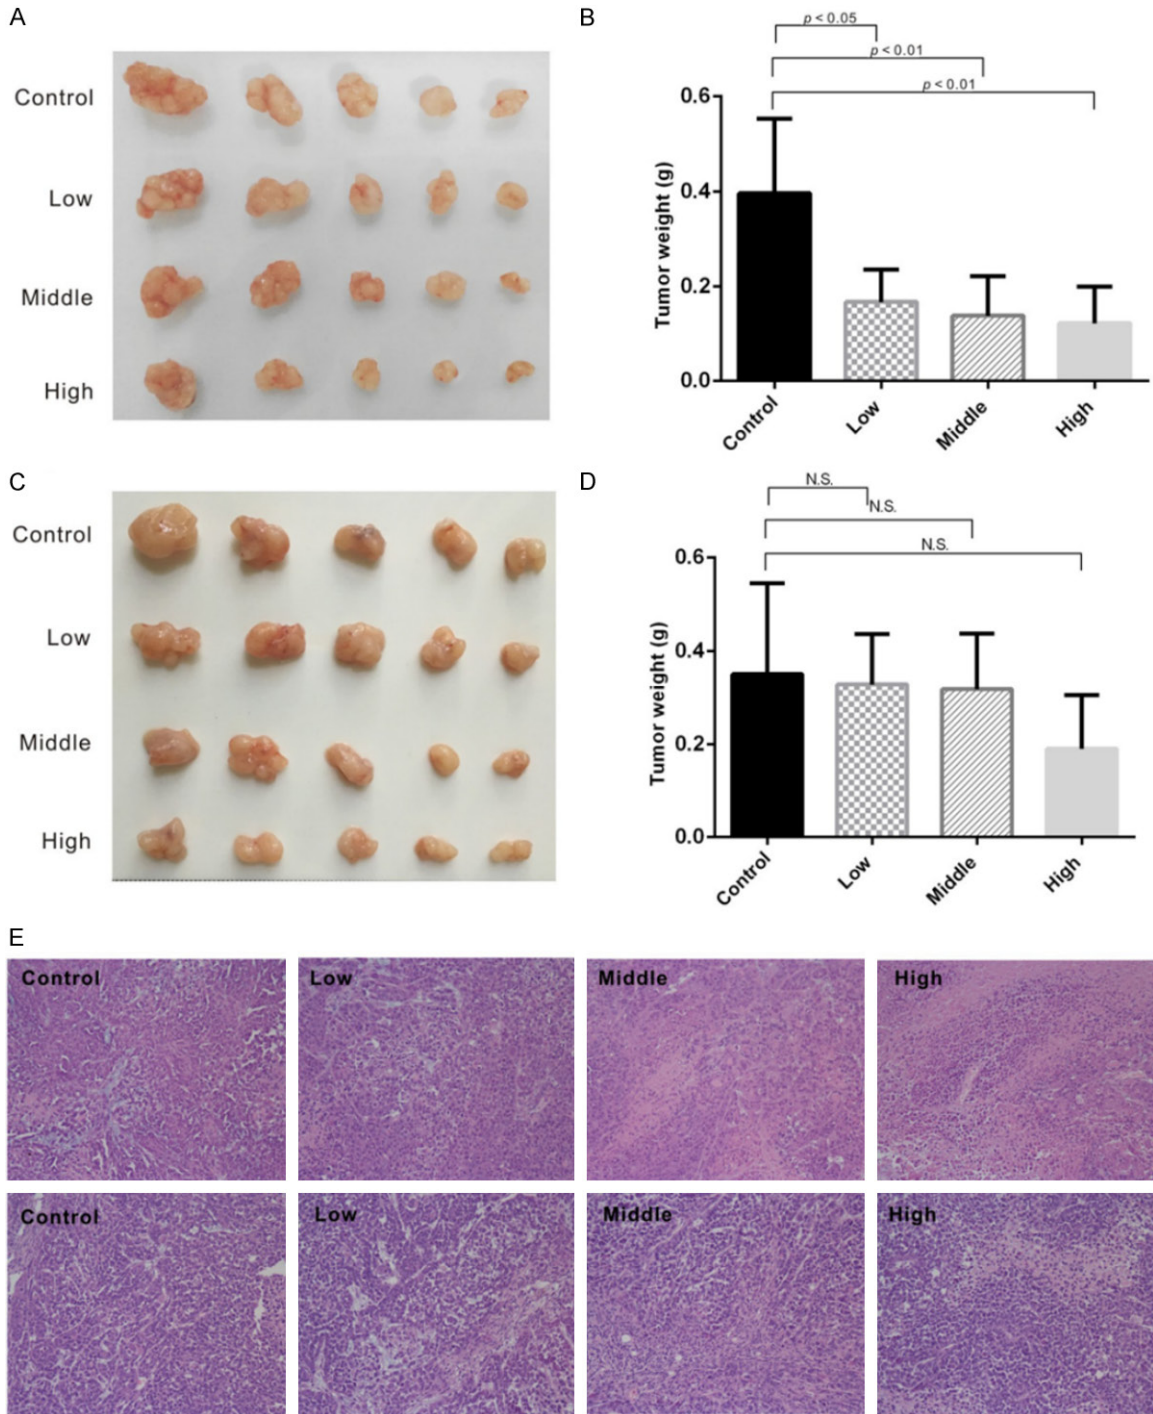 A
Control
Low
Middle
High
B
p < 0.05
p < 0.01
p < 0.01
Tumor weight (g)
0.6
0.4
0.2
0.0
Control
Low
Middle
High
C
Control
Low
Middle
High
D
N.S.
N.S.
N.S.
Tumor weight (g)
0.6
0.4
0.2
0.0
Control
Low
Middle
High
E
Control
Low
Middle
High
Control
Low
Middle
High